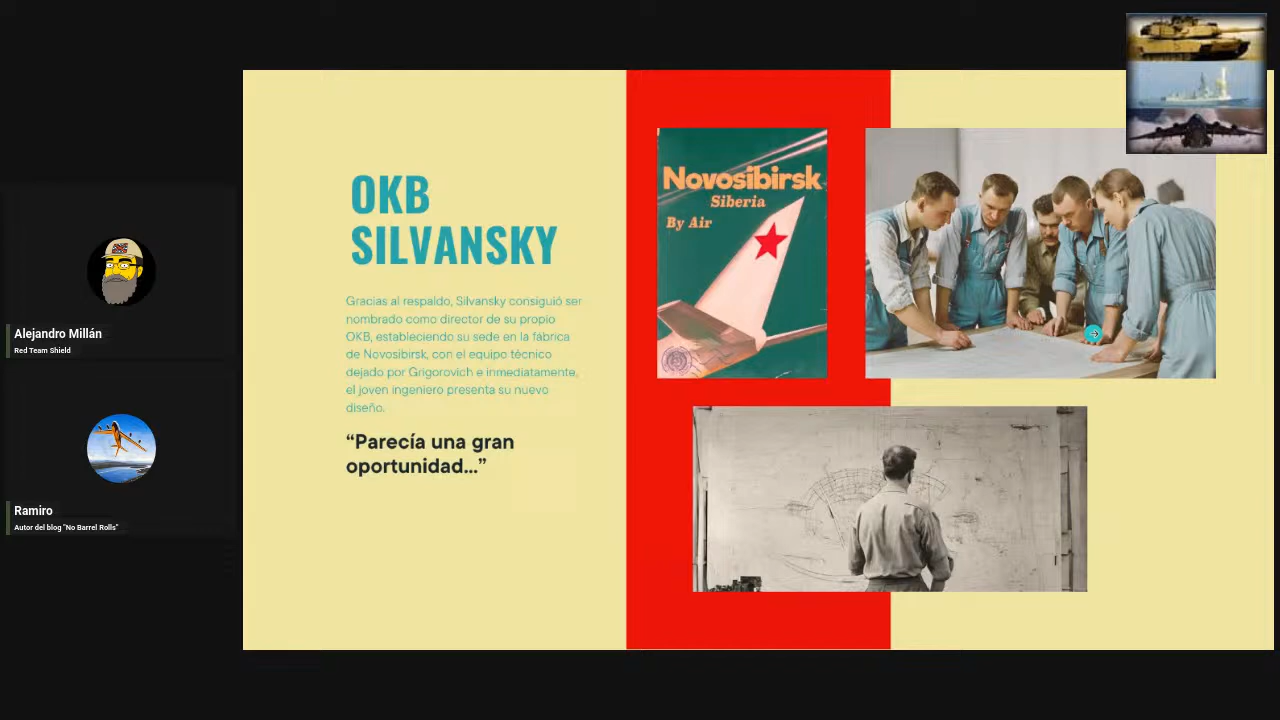 Alejandro Millán
Red Team Shield
Ramiro
Autor del blog "No Barrel Rolls"
OKB
SILVANSKY
Gracias al respaldo, Silvansky consiguió ser
nombrado como director de su propio
OKB, estableciendo su sede en la fábrica
de Novosibirsk, con el equipo técnico
dejado por Grigorovich e inmediatamente,
el joven ingeniero presenta su nuevo
diseño.
“Parecía una gran
oportunidad...”
Novosibirsk
Siberia
By Air